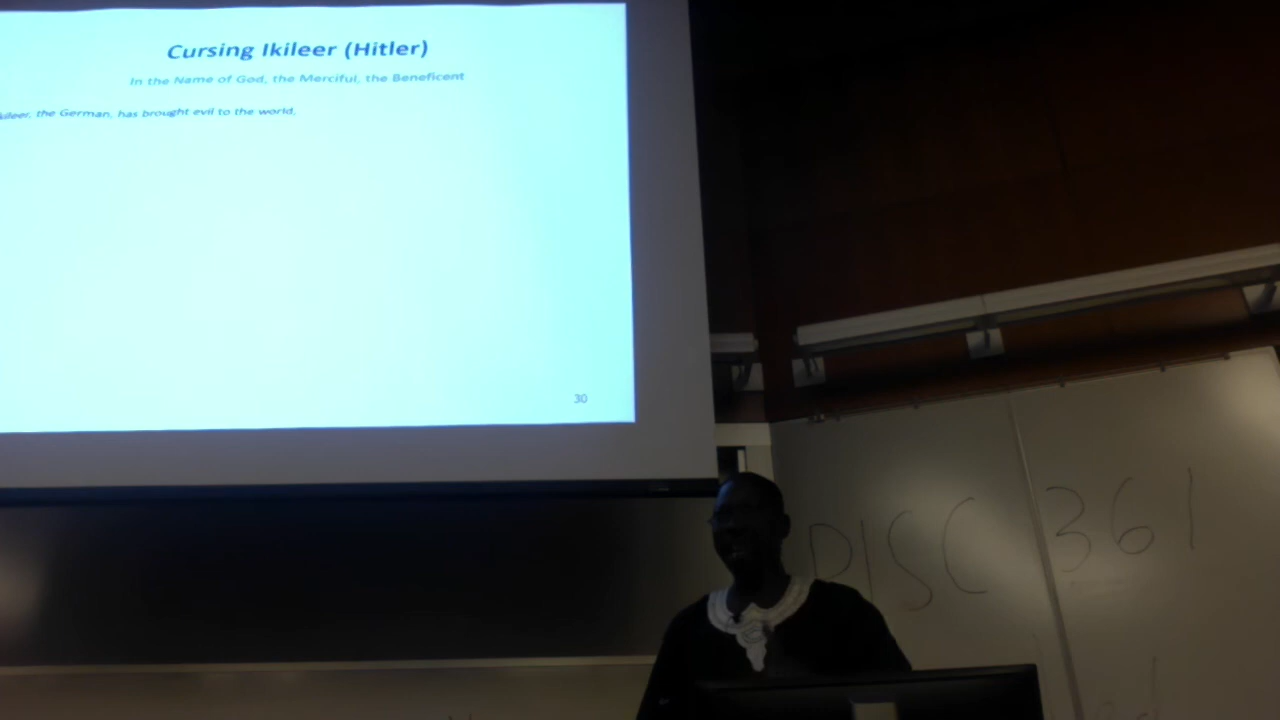 Cursing Ikileer (Hitler)
In the Name of God, the Merciful, the Beneficent
the German, has brought evil to the world.
30
DISC 361